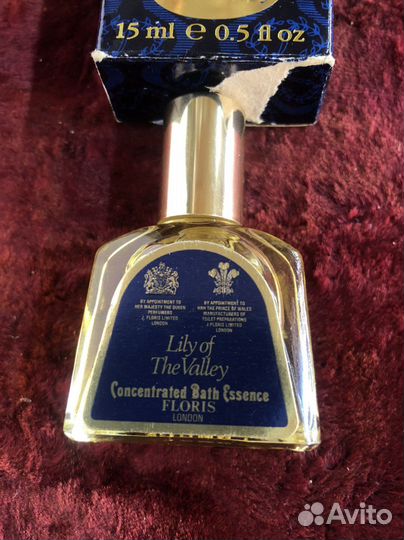 15 ml e 0.5 fl oz
BY APPOINTMENT TO
HER MAJESTY THE QUEEN
PERFUMERS
J. FLORIS LIMITED
LONDON
BY APPOINTMENT TO
HRH THE PRINCE OF WALES
MANUFACTURERS OF
TOILET PREPARATIONS
J. FLORIS LIMITED
LONDON
Lily of
The Valley
Concentrated Bath Essence
FLORIS
LONDON
Avito